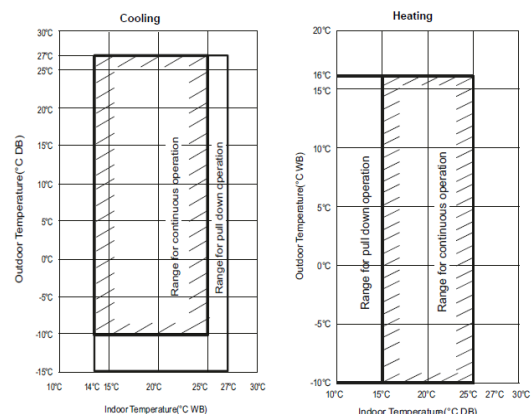 Cooling
30°C
27°C
25°C
20°C
15°C
10°C
5°C
0°C
-5°C
-10°C
-15°C
10°C 14°C 15°C 20°C 25°C 27°C 30°C
Outdoor Temperature(°C DB)
Range for continuous operation
Range for pull down operation
Indoor Temperature(°C WB)
Heating
20°C
16°C
15°C
10°C
5°C
0°C
-5°C
-10°C
10°C 15°C 20°C 25°C 27°C 30°C
Outdoor Temperature(°C WB)
Range for pull down operation
Range for continuous operation
Indoor Temperatum(°C DB)